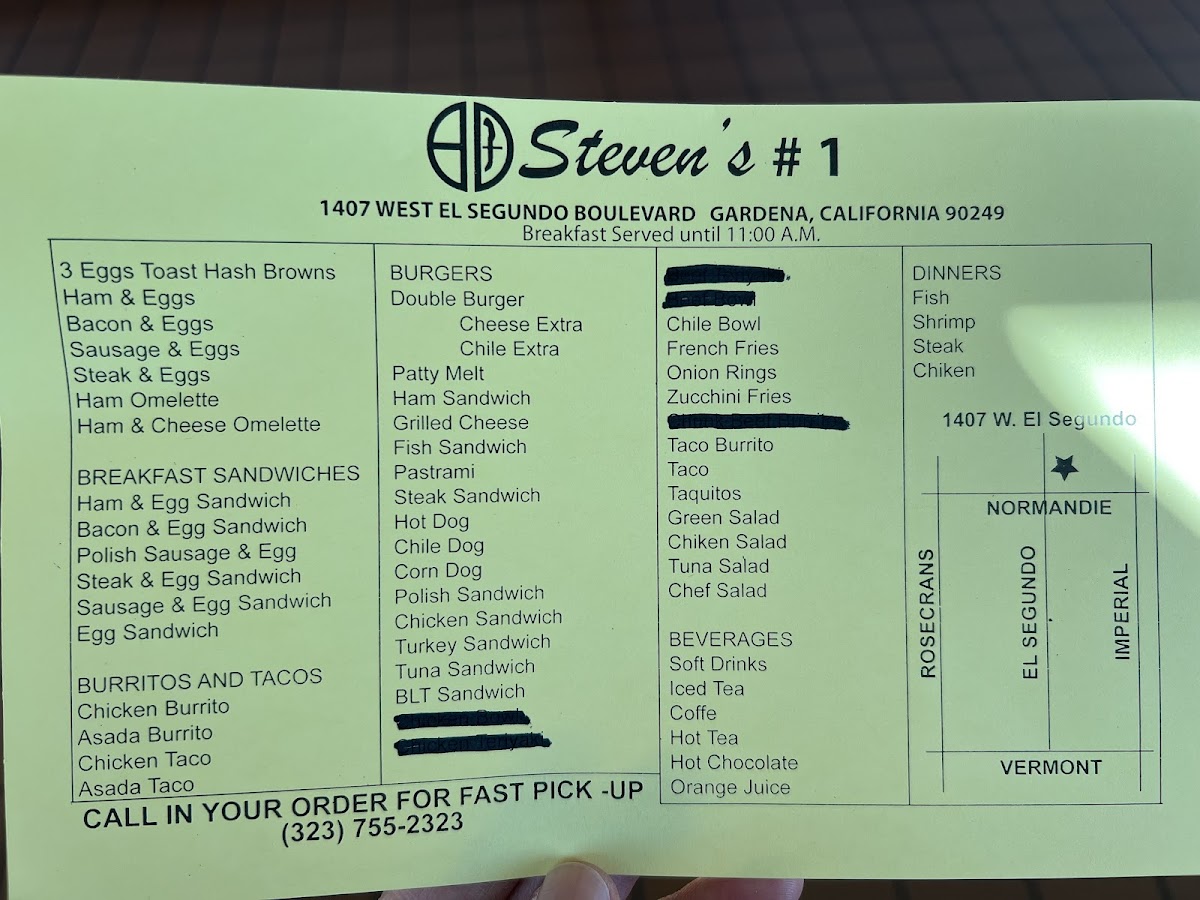 Steven's # 1
1407 WEST EL SEGUNDO BOULEVARD GARDENA, CALIFORNIA 90249
Breakfast Served until 11:00 A.M.
3 Eggs Toast Hash Browns
Ham & Eggs
Bacon & Eggs
Sausage & Eggs
Steak & Eggs
Ham Omelette
Ham & Cheese Omelette
BREAKFAST SANDWICHES
Ham & Egg Sandwich
Bacon & Egg Sandwich
Polish Sausage & Egg
Steak & Egg Sandwich
Sausage & Egg Sandwich
Egg Sandwich
BURRITOS AND TACOS
Chicken Burrito
Asada Burrito
Chicken Taco
Asada Taco
BURGERS
Double Burger
Cheese Extra
Chile Extra
Patty Melt
Ham Sandwich
Grilled Cheese
Fish Sandwich
Pastrami
Steak Sandwich
Hot Dog
Chile Dog
Corn Dog
Polish Sandwich
Chicken Sandwich
Turkey Sandwich
Tuna Sandwich
BLT Sandwich
Chicken Bowl
Chicken Teriyaki
Beef Teriyaki
Beef Bowl
Chile Bowl
French Fries
Onion Rings
Zucchini Fries
Taco Burrito
Taco
Taquitos
Green Salad
Chiken Salad
Tuna Salad
Chef Salad
BEVERAGES
Soft Drinks
Iced Tea
Coffe
Hot Tea
Hot Chocolate
Orange Juice
DINNERS
Fish
Shrimp
Steak
Chiken
1407 W. El Segundo
NORMANDIE
ROSECRANS
EL SEGUNDO
IMPERIAL
VERMONT
CALL IN YOUR ORDER FOR FAST PICK -UP
(323) 755-2323